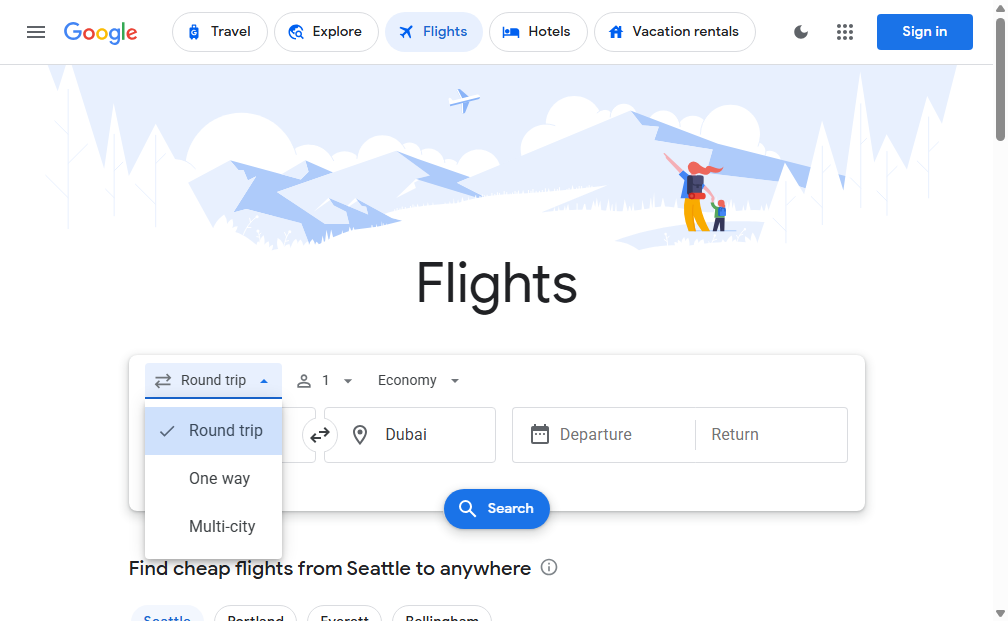 Google
Travel
Explore
Flights
Hotels
Vacation rentals
Sign in
Flights
Round trip
1
Economy
Round trip
One way
Multi-city
Dubai
Departure
Return
Search
Find cheap flights from Seattle to anywhere
Seattle
Portland
Everett
Bellingham